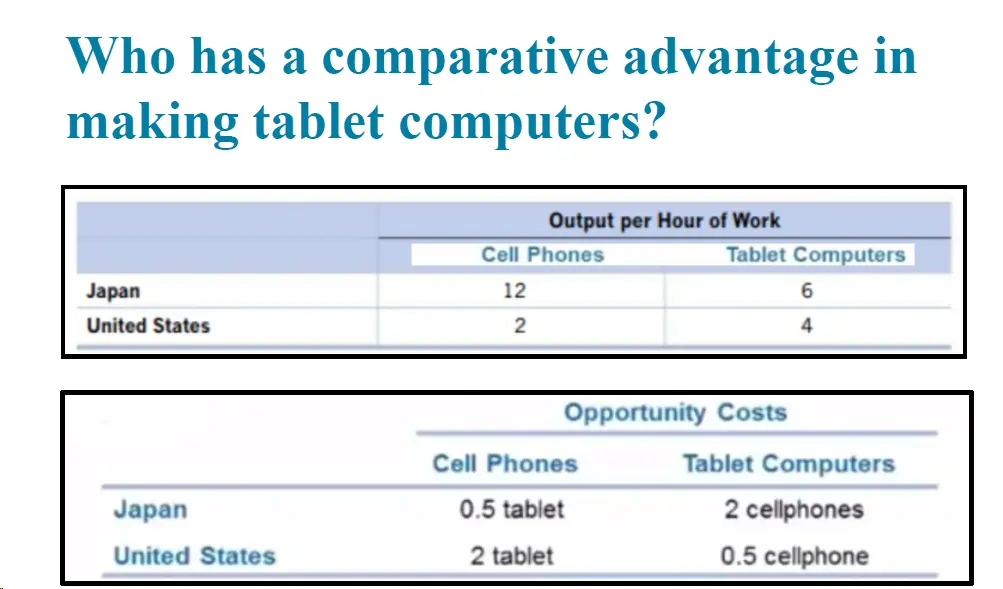 Who has a comparative advantage in
making tablet computers?
Output per Hour of Work
Cell Phones Tablet Computers
Japan 12 6
United States 2 4
Opportunity Costs
Cell Phones Tablet Computers
Japan 0.5 tablet 2 cellphones
United States 2 tablet 0.5 cellphone